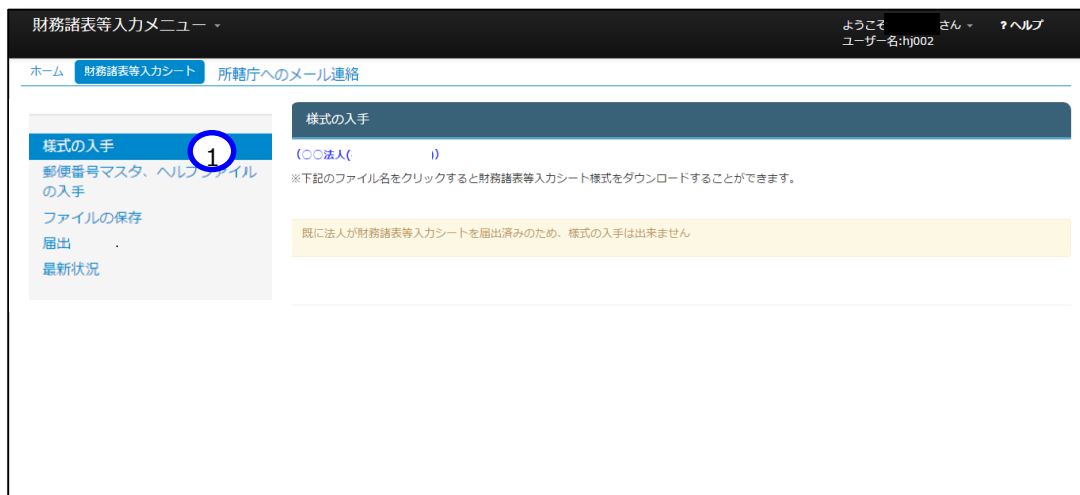 財務諸表等入力メニュー
ようこそ さん ? ヘルプ
ユーザー名:hj002
ホーム 財務諸表等入力シート 所轄庁へのメール連絡
様式の入手
様式の入手
1
(○○法人( ))
郵便番号マスタ、ヘルプファイル
の入手
※下記のファイル名をクリックすると財務諸表等入力シート様式をダウンロードすることができます。
ファイルの保存
届出
既に法人が財務諸表等入力シートを届出済みのため、様式の入手は出来ません
最新状況